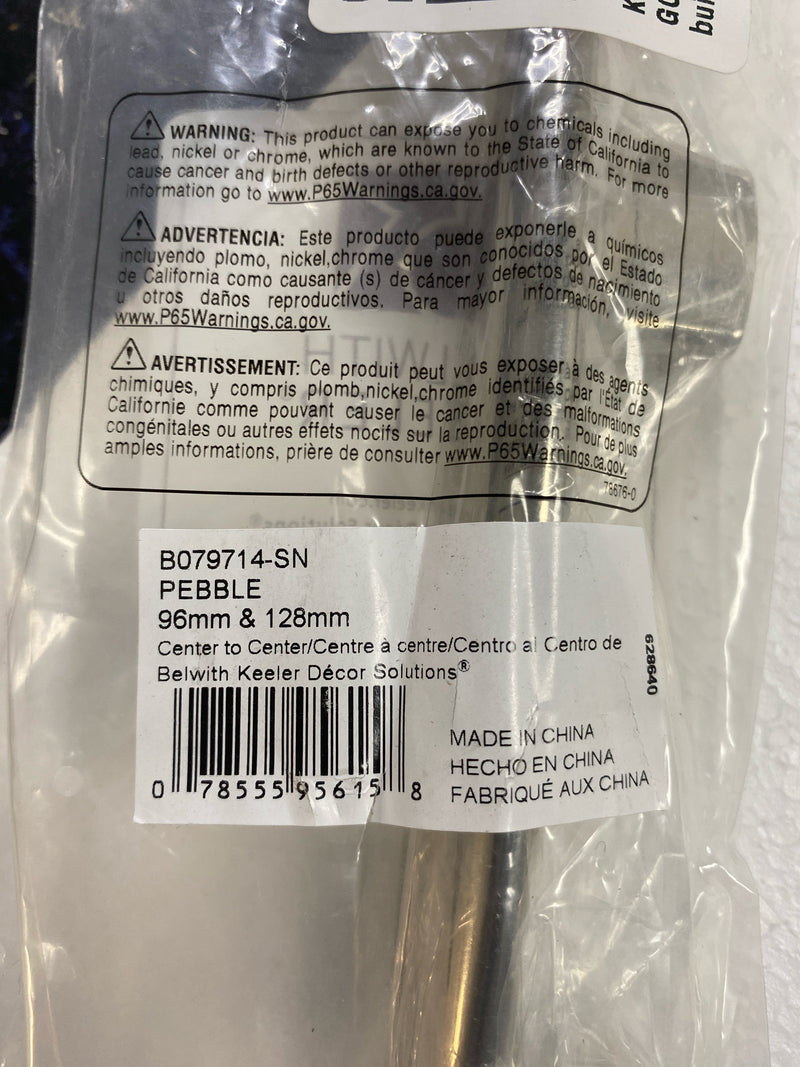 K
GO
bui
WARNING: This product can expose you to chemicals including
lead, nickel or chrome, which are known to the State of California to
cause cancer and birth defects or other reproductive harm. For more
information go to www.P65Warnings.ca.gov.
ADVERTENCIA: Este producto puede exponerle a químicos
incluyendo plomo, nickel,chrome que son conocidos por el Estado
de California como causante (s) de cáncer y defectos de nacimiento
u otros daños reproductivos. Para mayor información, visite
www.P65Warnings.ca.gov.
AVERTISSEMENT: Ce produit peut vous exposer à des agents
chimiques, y compris plomb,nickel,chrome identifiés par l'État de
Californie comme pouvant causer le cancer et des malformations
congénitales ou autres effets nocifs sur la reproduction. Pour de plus
amples informations, prière de consulter www.P65Warnings.ca.gov.
78676-0
WITH
B079714-SN
PEBBLE
96mm & 128mm
Center to Center/Centre à centre/Centro al Centro de
Belwith Keeler Décor Solutions®
628640
MADE IN CHINA
HECHO EN CHINA
FABRIQUÉ AUX CHINA
0 78555 95615 8